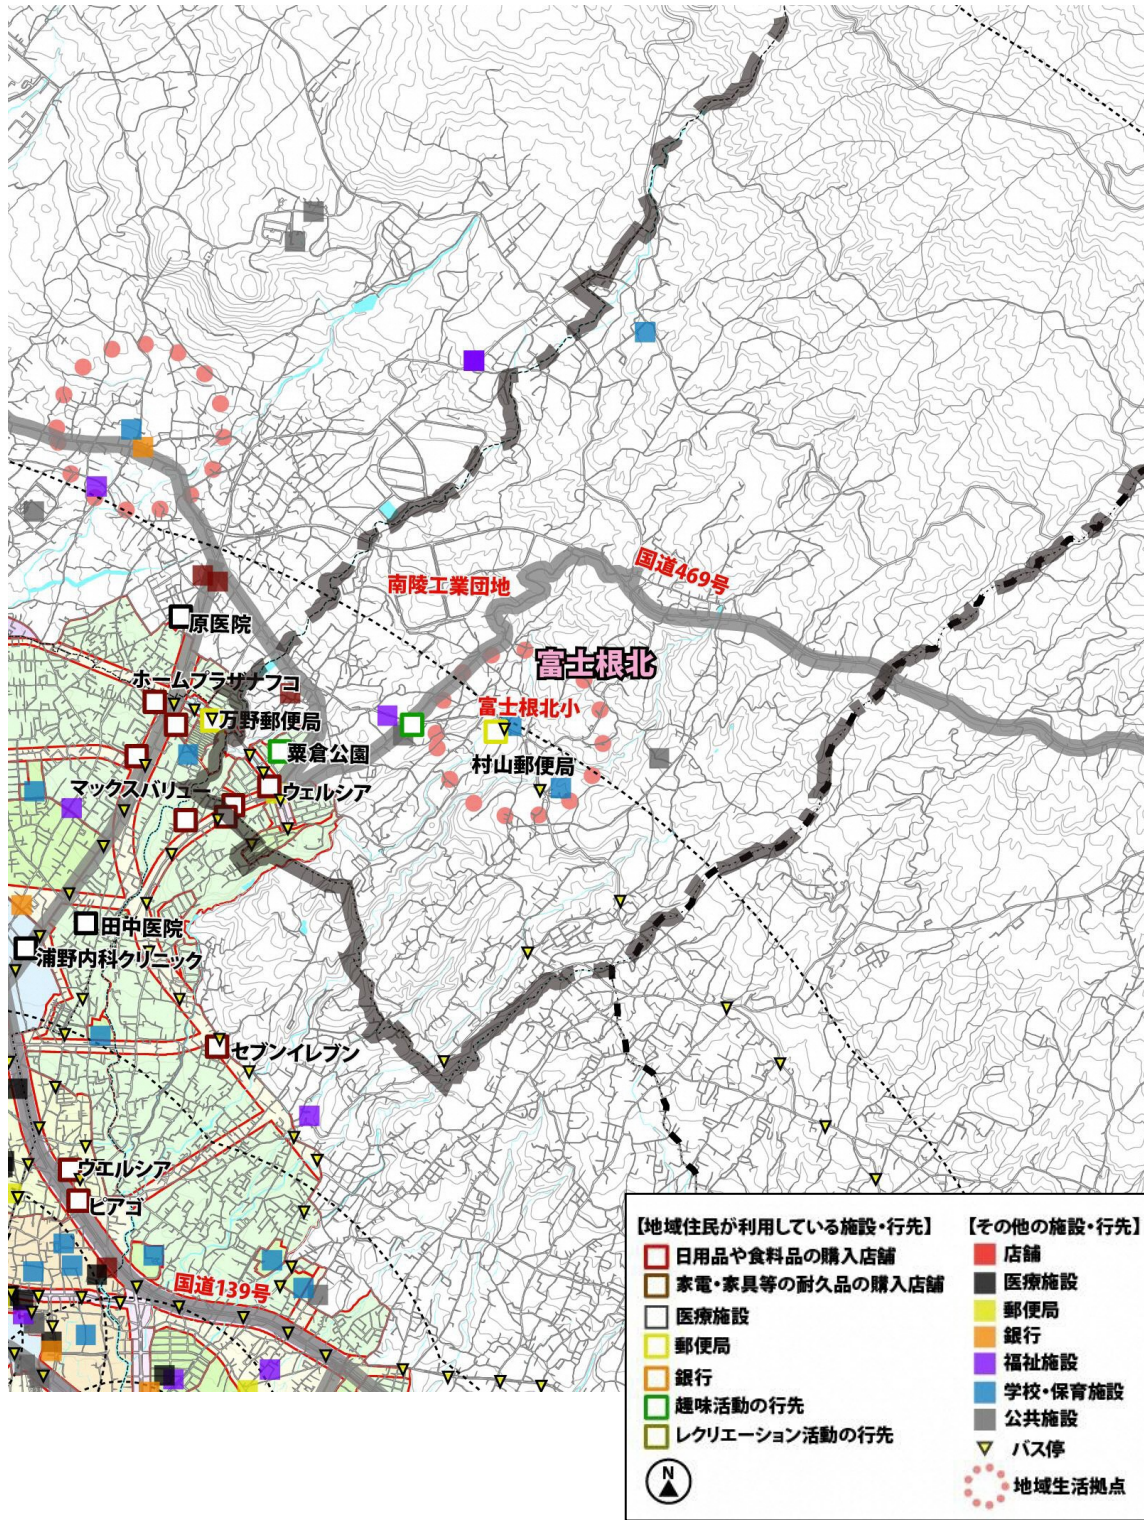 国道469号
南陵工業団地
原医院
富士根北
ホームプラザナフコ
富士根北小
万野郵便局
粟倉公園
村山郵便局
マックスバリュー
ウェルシア
田中医院
浦野内科クリニック
セブンイレブン
ウエルシア
ピアゴ
国道139号
【地域住民が利用している施設・行先】
日用品や食料品の購入店舗
家電・家具等の耐久品の購入店舗
医療施設
郵便局
銀行
趣味活動の行先
レクリエーション活動の行先
N
【その他の施設・行先】
店舗
医療施設
郵便局
銀行
福祉施設
学校・保育施設
公共施設
バス停
地域生活拠点